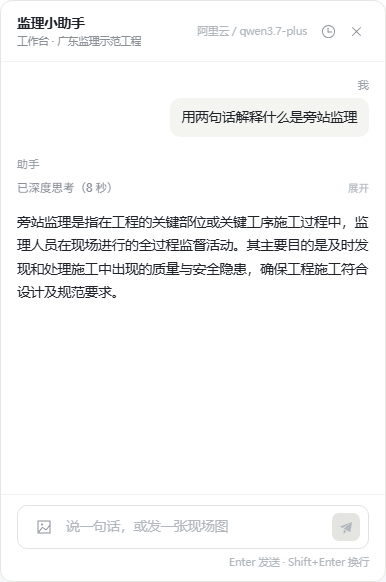 监理小助手
工作台 · 广东监理示范工程
阿里云 / qwen3.7-plus
我
用两句话解释什么是旁站监理
助手
已深度思考（8 秒）
展开
旁站监理是指在工程的关键部位或关键工序施工过程中，监
理人员在现场进行的全过程监督活动。其主要目的是及时发
现和处理施工中出现的质量与安全隐患，确保工程施工符合
设计及规范要求。
说一句话，或发一张现场图
Enter 发送 · Shift+Enter 换行